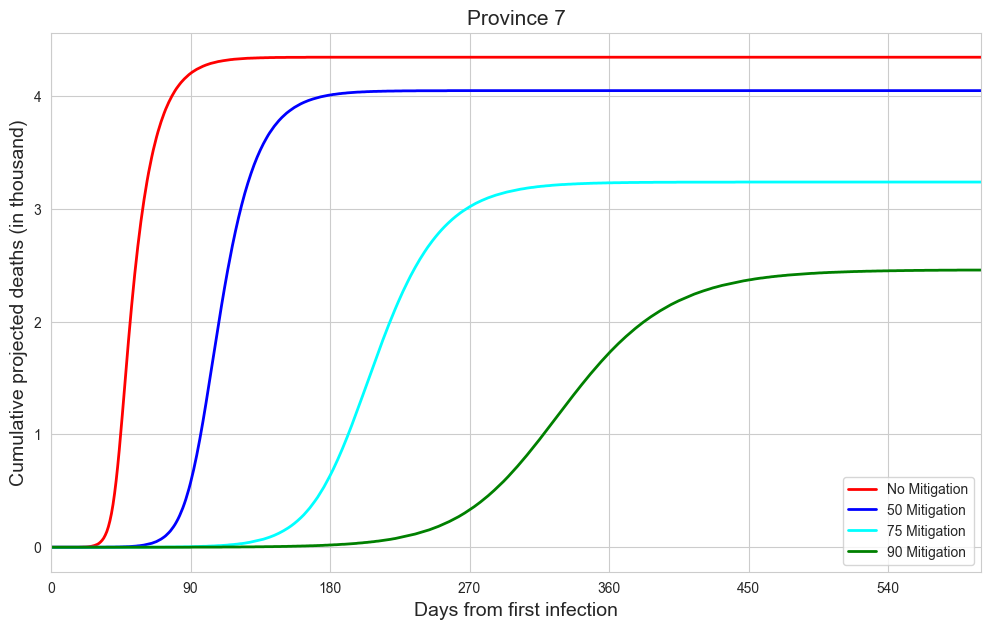 Province 7
Cumulative projected deaths (in thousand)
4
3
2
1
0
0 90 180 270 360 450 540
Days from first infection
No Mitigation
50 Mitigation
75 Mitigation
90 Mitigation